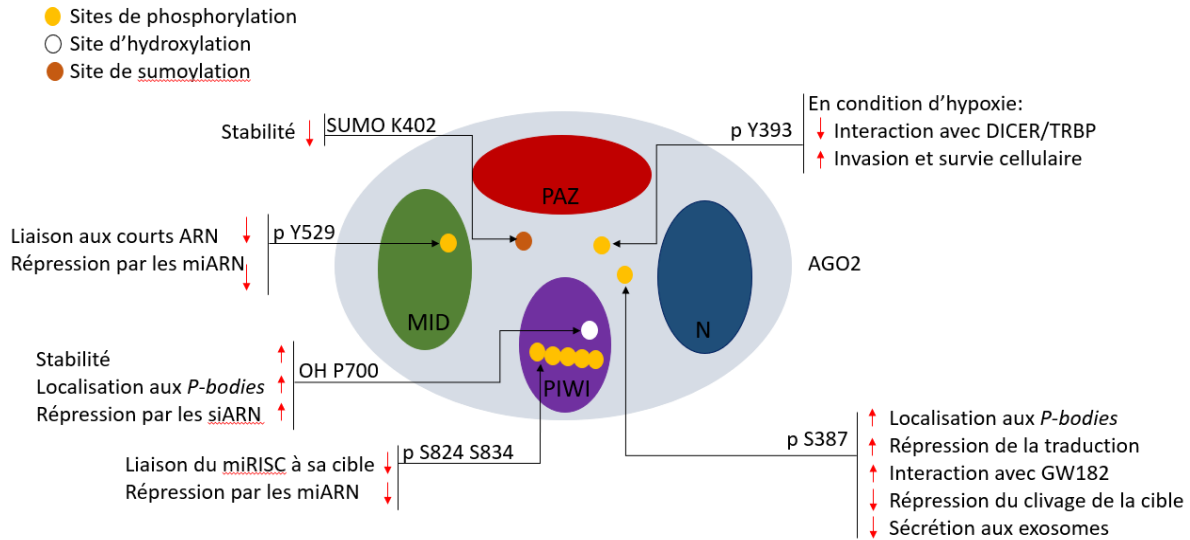 Sites de phosphorylation
Site d'hydroxylation
Site de sumoylation
Stabilité
SUMO K402
p Y393
En condition d'hypoxie:
Interaction avec DICER/TRBP
Invasion et survie cellulaire
PAZ
Liaison aux courts ARN
Répression par les miARN
p Y529
AGO2
MID
N
PIWI
Stabilité
Localisation aux P-bodies
Répression par les siARN
OH P700
Liaison du miRISC à sa cible
Répression par les miARN
p S824 S834
p S387
Localisation aux P-bodies
Répression de la traduction
Interaction avec GW182
Répression du clivage de la cible
Sécrétion aux exosomes